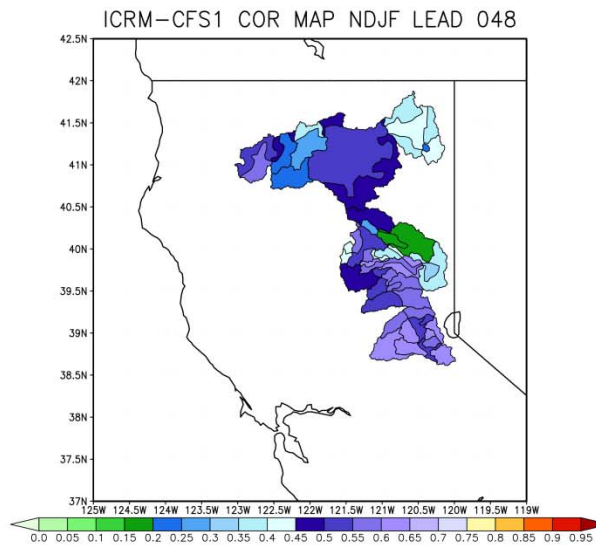 ICRM-CFS1 COR MAP NDJF LEAD 048
42.5N
42N
41.5N
41N
40.5N
40N
39.5N
39N
38.5N
38N
37.5N
37N
125W 124.5W 124W 123.5W 123W 122.5W 122W 121.5W 121W 120.5W 120W 119.5W 119W
0.0 0.05 0.1 0.15 0.2 0.25 0.3 0.35 0.4 0.45 0.5 0.55 0.6 0.65 0.7 0.75 0.8 0.85 0.9 0.95